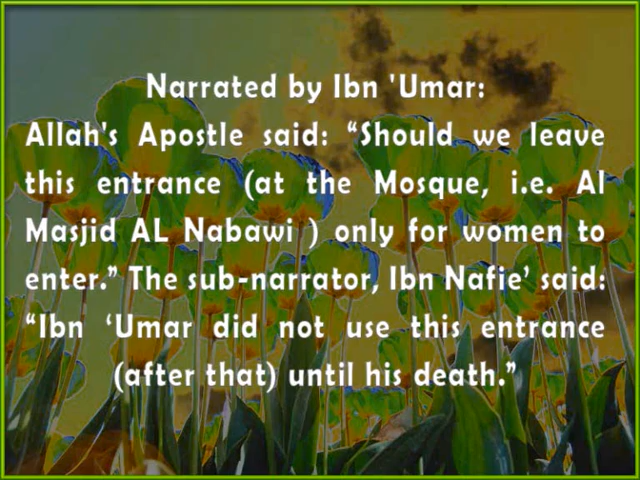 Narrated by Ibn 'Umar:
Allah's Apostle said: “Should we leave
this entrance (at the Mosque, i.e. Al
Masjid AL Nabawi ) only for women to
enter.” The sub-narrator, Ibn Nafie’ said:
“Ibn ‘Umar did not use this entrance
(after that) until his death.”